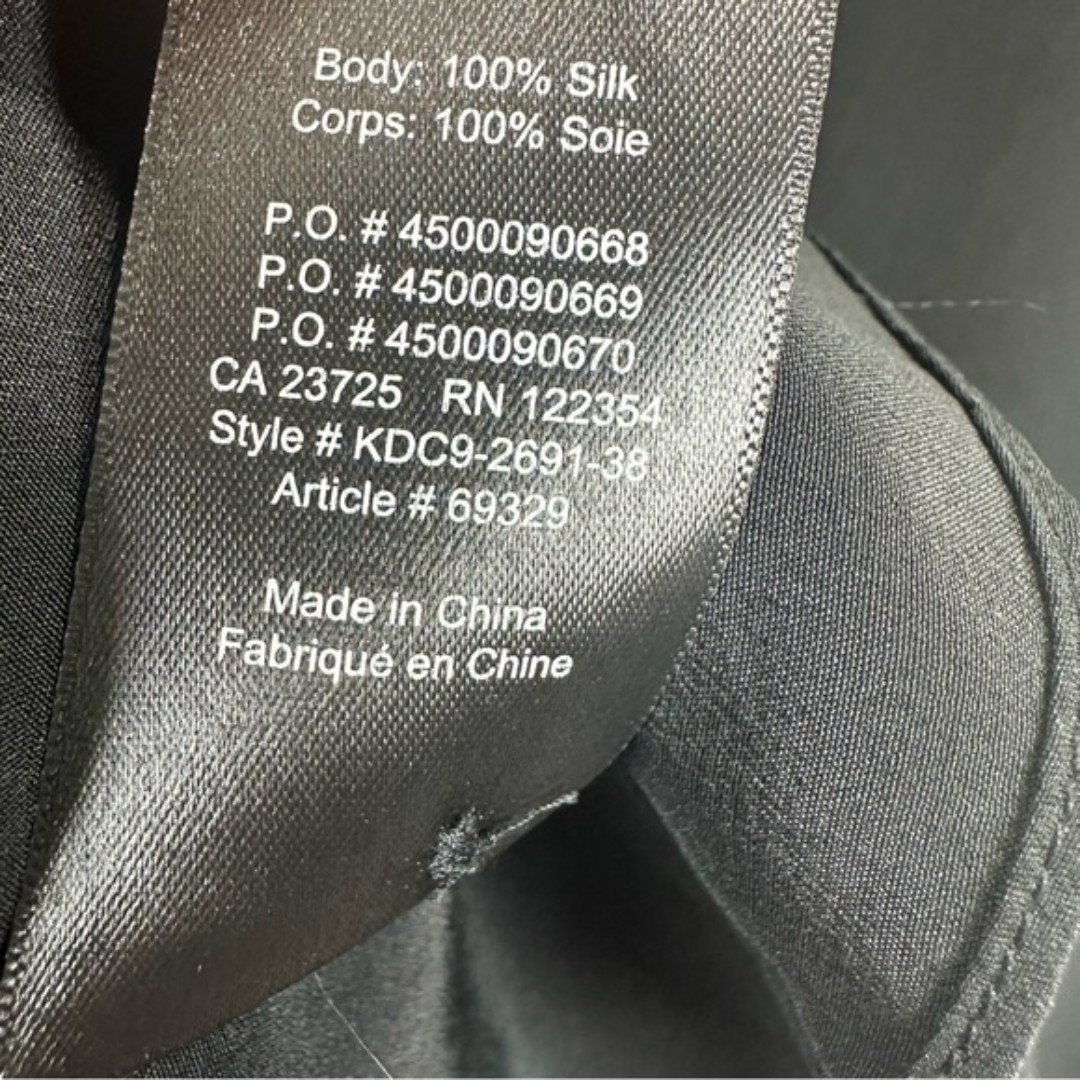 Body: 100% Silk
Corps: 100% Soie
P.O. # 4500090668
P.O. # 4500090669
P.O. # 4500090670
CA 23725 RN 122354
Style # KDC9-2691-38
Article # 69329
Made in China
Fabriqué en Chine